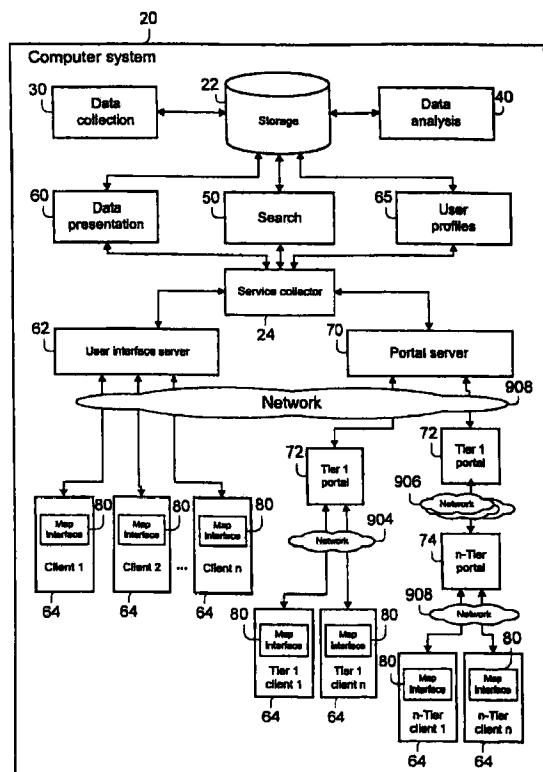 20
Computer system
30
Data
collection
22
Storage
Data
analysis
40
60
Data
presentation
50
Search
65
User
profiles
Service collector
24
62
User interface server
70
Portal server
Network
908
72
Tier 1
portal
72
Tier 1
portal
906
Network
904
Network
74
n-Tier
portal
908
Network
80
Map
Interface
Client 1
64
80
Map
Interface
Client 2
64
...
80
Map
Interface
Client n
64
80
Map
Interface
Tier 1
client 1
64
80
Map
Interface
Tier 1
client n
64
80
Map
Interface
n-Tier
client 1
64
80
Map
Interface
n-Tier
client n
64